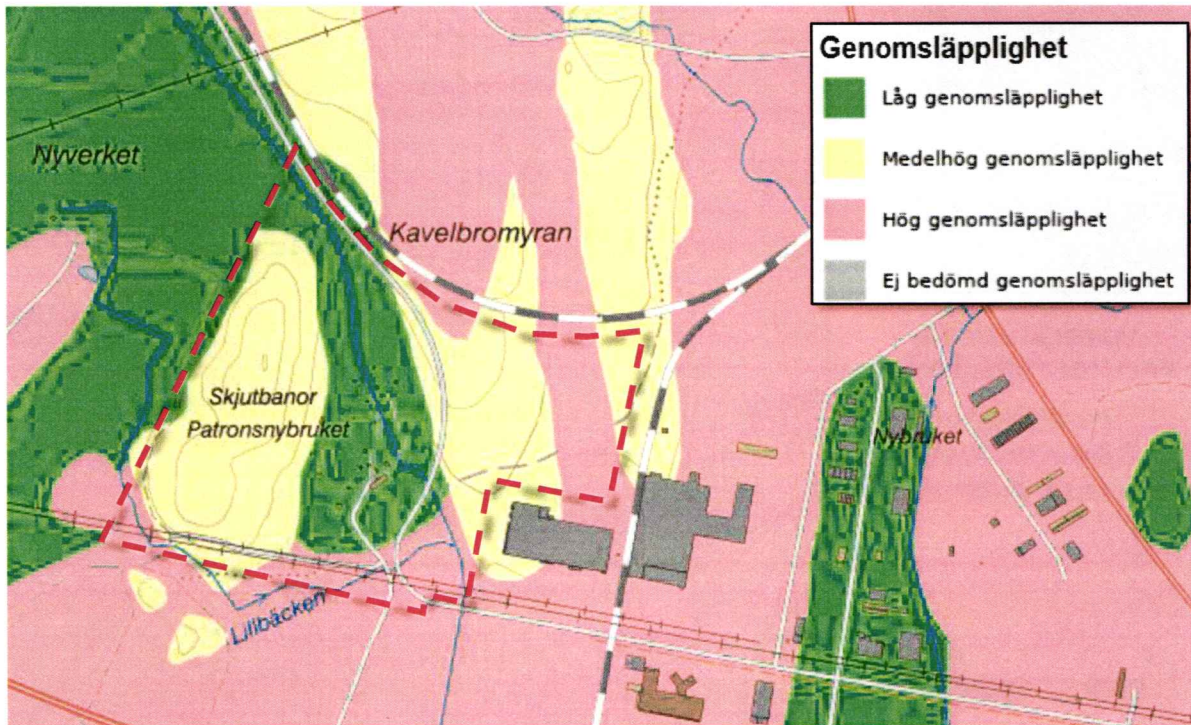 Genomsläpplighet
Låg genomsläpplighet
Medelhög genomsläpplighet
Hög genomsläpplighet
Ej bedömd genomsläpplighet
Nyverket
Kavelbromyran
Skjutbanor
Patronsnybruket
Nybruket
Lillbäcken